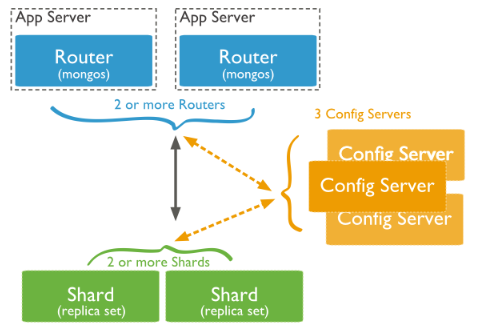 App Server
App Server
Router
(mongos)
Router
(mongos)
2 or more Routers
3 Config Servers
Config Server
Config Server
Config Server
2 or more Shards
Shard
(replica set)
Shard
(replica set)